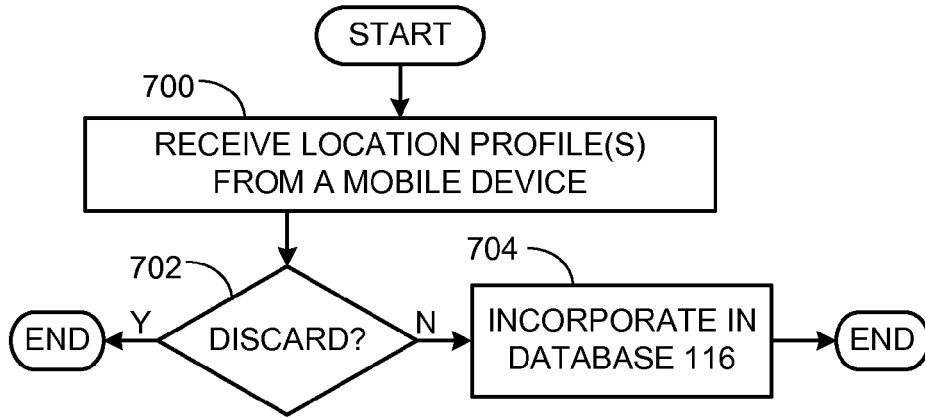 START
700
RECEIVE LOCATION PROFILE(S)
FROM A MOBILE DEVICE
702
704
END
Y
DISCARD?
N
INCORPORATE IN
DATABASE 116
END